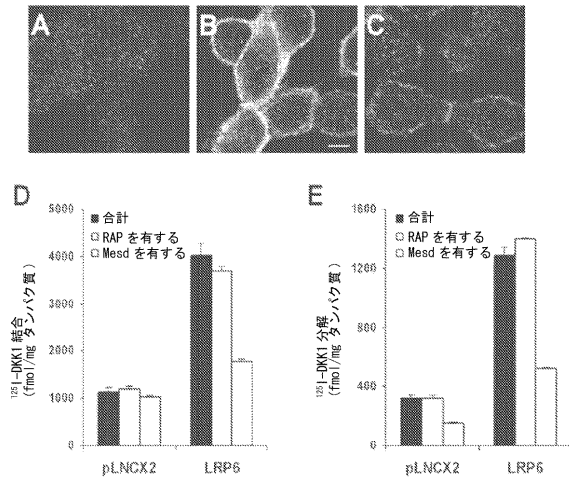 A
B
C
D
5000
4000
3000
2000
1000
0
125I-DKK1 結合
(fmol/mg タンパク質)
合計
RAP を有する
Mesd を有する
pLNCX2
LRP6
E
1600
1200
800
400
0
125I-DKK1 分解
(fmol/mg タンパク質)
合計
RAP を有する
Mesd を有する
pLNCX2
LRP6